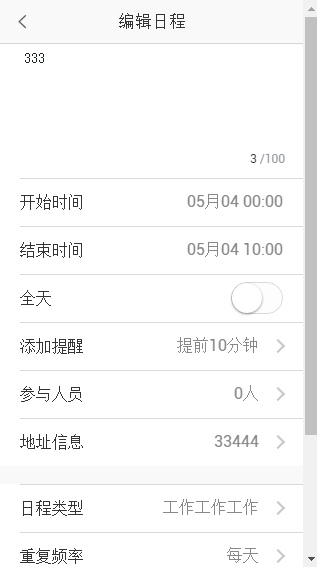 编辑日程
333
3 /100
开始时间 05月04 00:00
结束时间 05月04 10:00
全天
添加提醒 提前10分钟
参与人员 0人
地址信息 33444
日程类型 工作工作工作
重复频率 每天